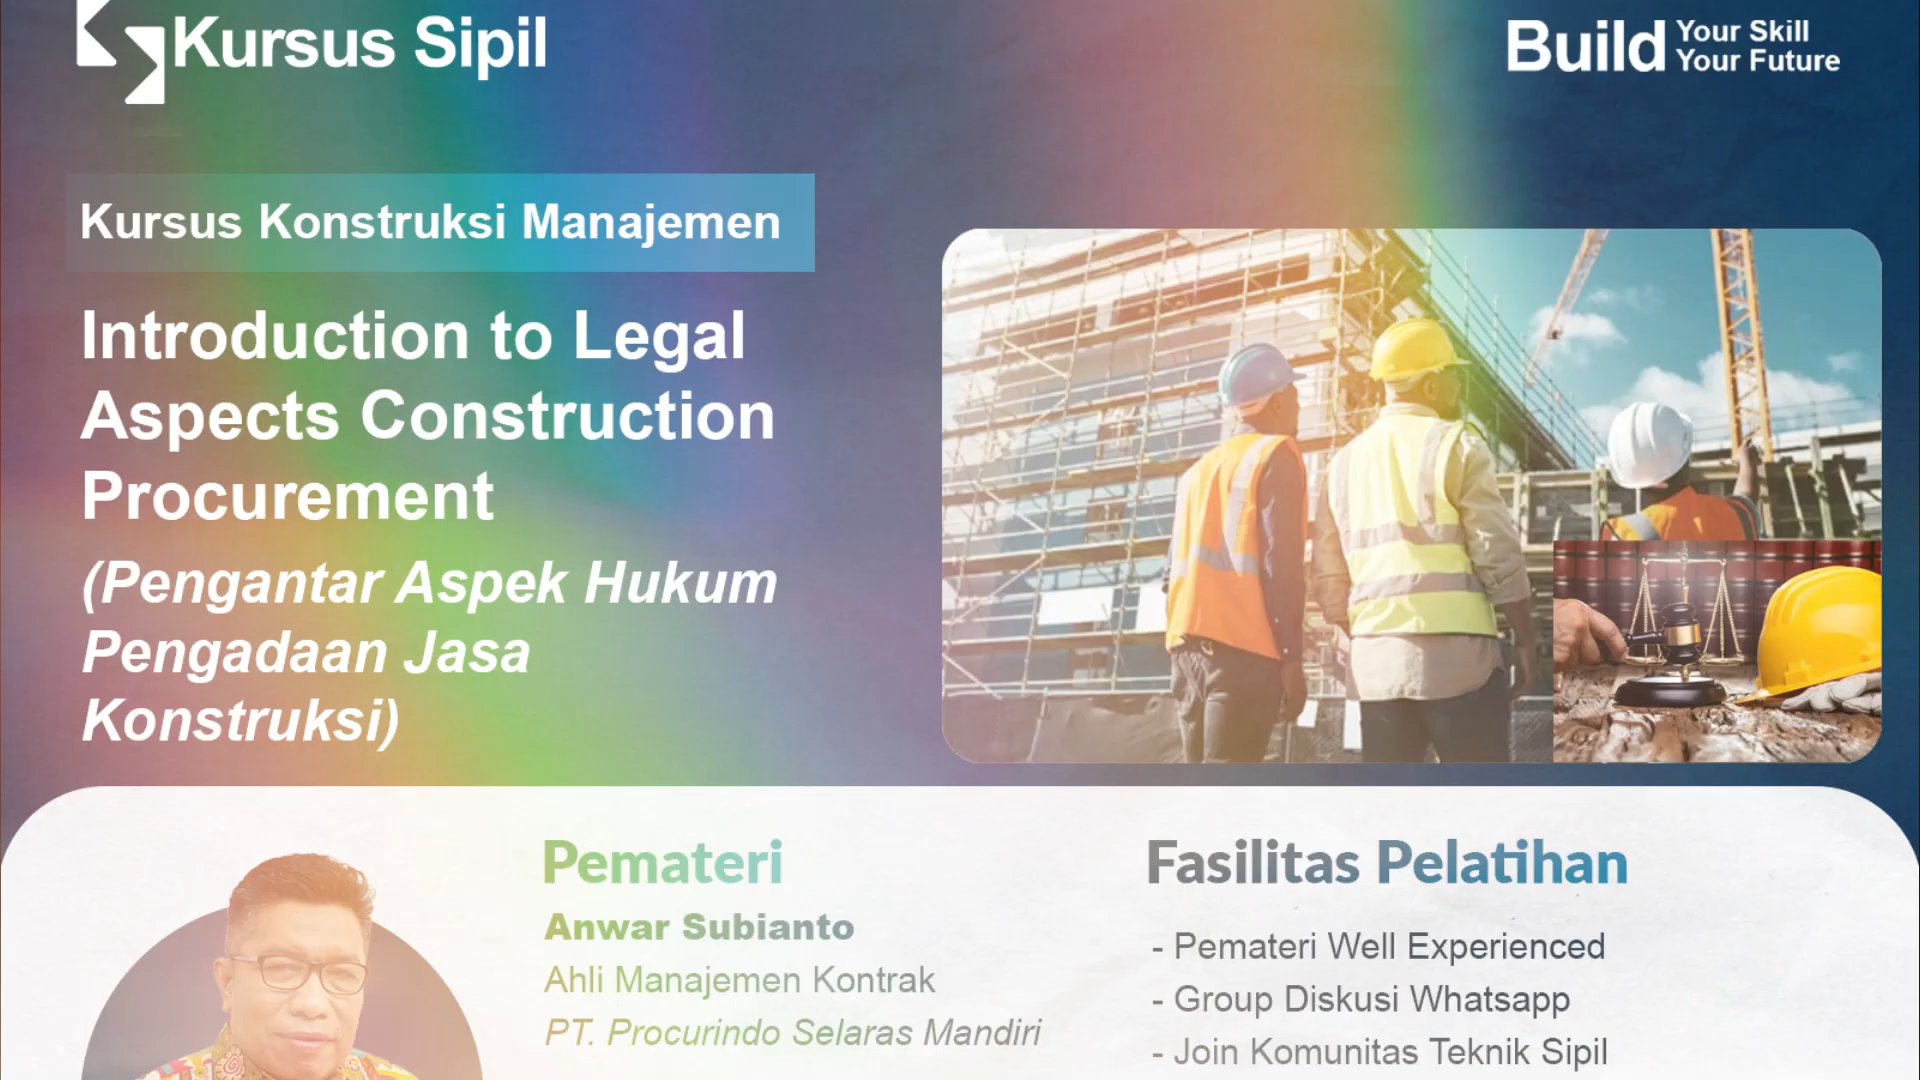 Kursus Sipil
Build Your Skill
Your Future
Kursus Konstruksi Manajemen
Introduction to Legal
Aspects Construction
Procurement
(Pengantar Aspek Hukum
Pengadaan Jasa
Konstruksi)
Pemateri
Anwar Subianto
Ahli Manajemen Kontrak
PT. Procurindo Selaras Mandiri
Fasilitas Pelatihan
- Pemateri Well Experienced
- Group Diskusi Whatsapp
- Join Komunitas Teknik Sipil